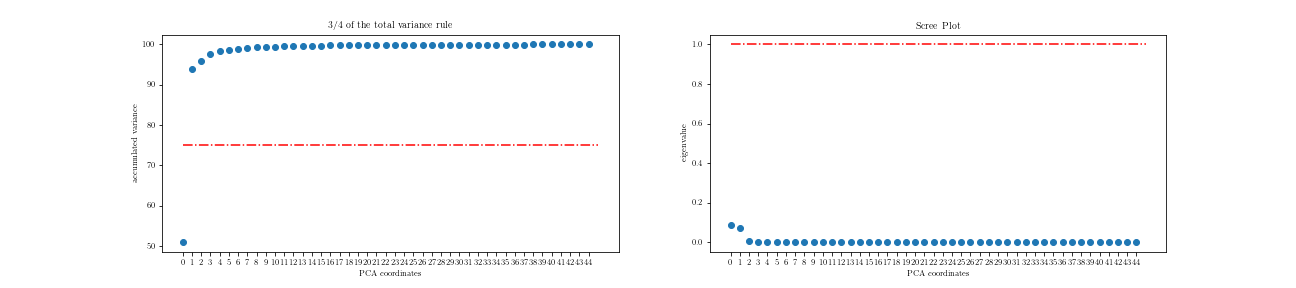 3/4 of the total variance rule
100
90
80
70
60
50
accumulated variance
0 1 2 3 4 5 6 7 8 9 10 11 12 13 14 15 16 17 18 19 20 21 22 23 24 25 26 27 28 29 30 31 32 33 34 35 36 37 38 39 40 41 42 43 44
PCA coordinates
Scree Plot
1.0
0.8
0.6
0.4
0.2
0.0
eigenvalue
0 1 2 3 4 5 6 7 8 9 10 11 12 13 14 15 16 17 18 19 20 21 22 23 24 25 26 27 28 29 30 31 32 33 34 35 36 37 38 39 40 41 42 43 44
PCA coordinates